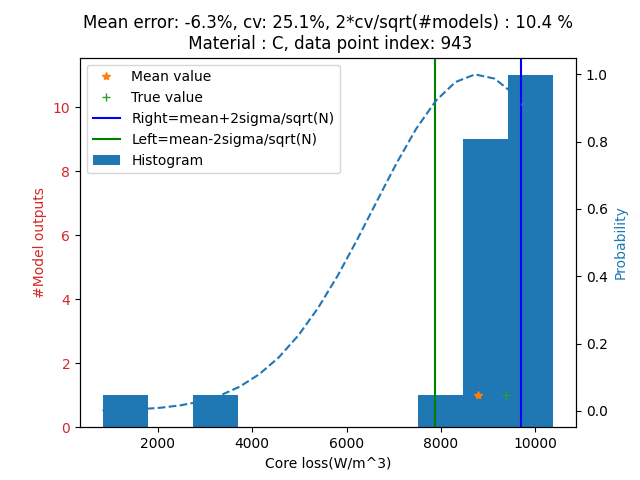 Mean error: -6.3%, cv: 25.1%, 2*cv/sqrt(#models) : 10.4 %
Material : C, data point index: 943
Mean value
True value
Right=mean+2sigma/sqrt(N)
Left=mean-2sigma/sqrt(N)
Histogram
#Model outputs
10
8
6
4
2
0
1.0
0.8
0.6
0.4
0.2
0.0
Probability
2000 4000 6000 8000 10000
Core loss(W/m^3)